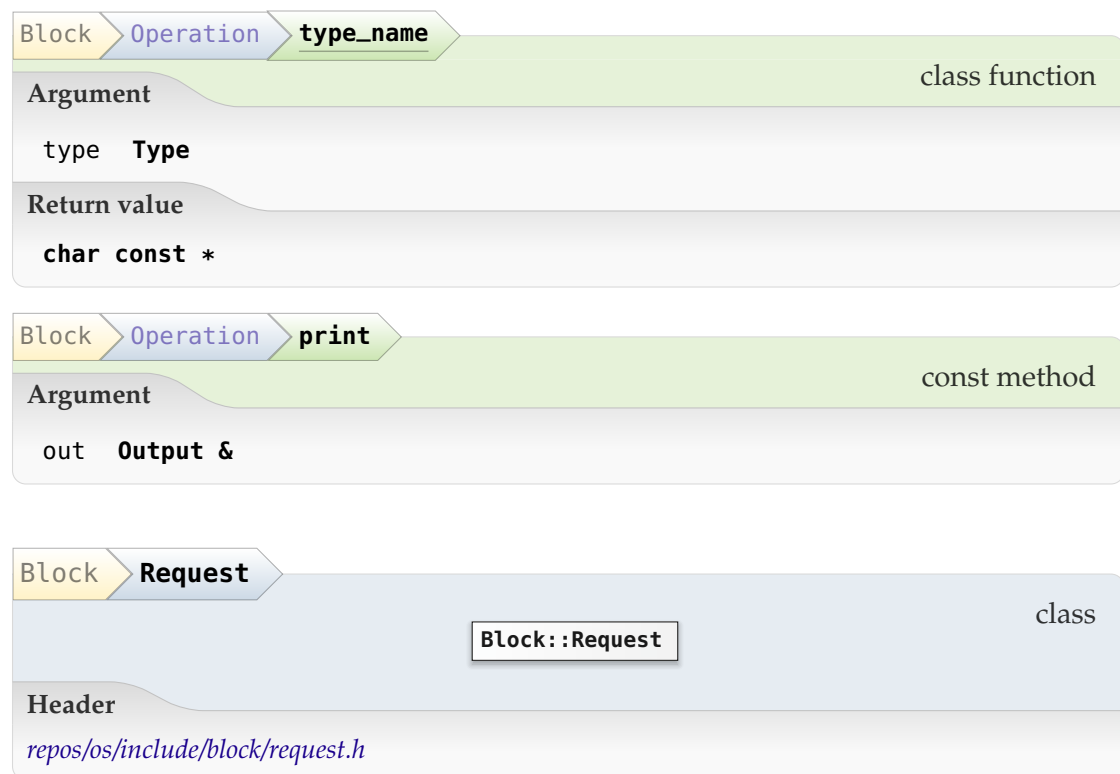 Block Operation type_name
class function
Argument
type Type
Return value
char const *
Block Operation print
const method
Argument
out Output &
Block Request
class
Block::Request
Header
repos/os/include/block/request.h